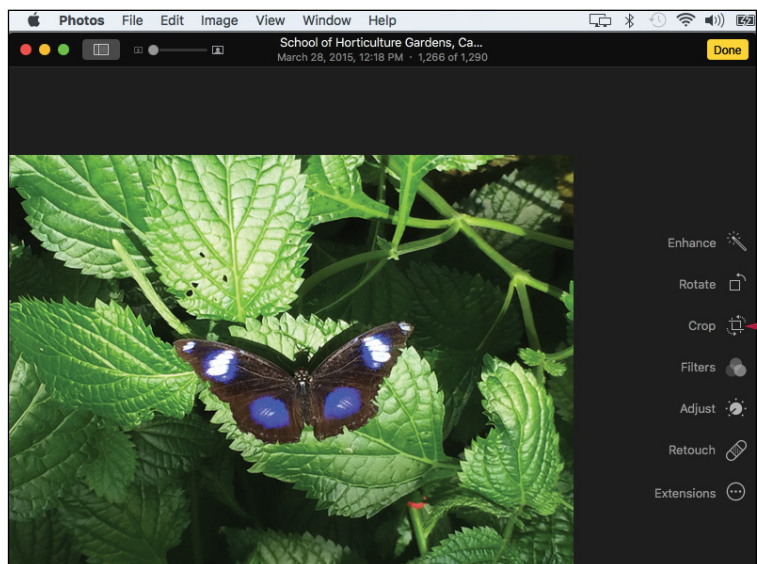 Photos File Edit Image View Window Help
School of Horticulture Gardens, Ca...
March 28, 2015, 12:18 PM · 1,266 of 1,290
Done
Enhance
Rotate
Crop
Filters
Adjust
Retouch
Extensions